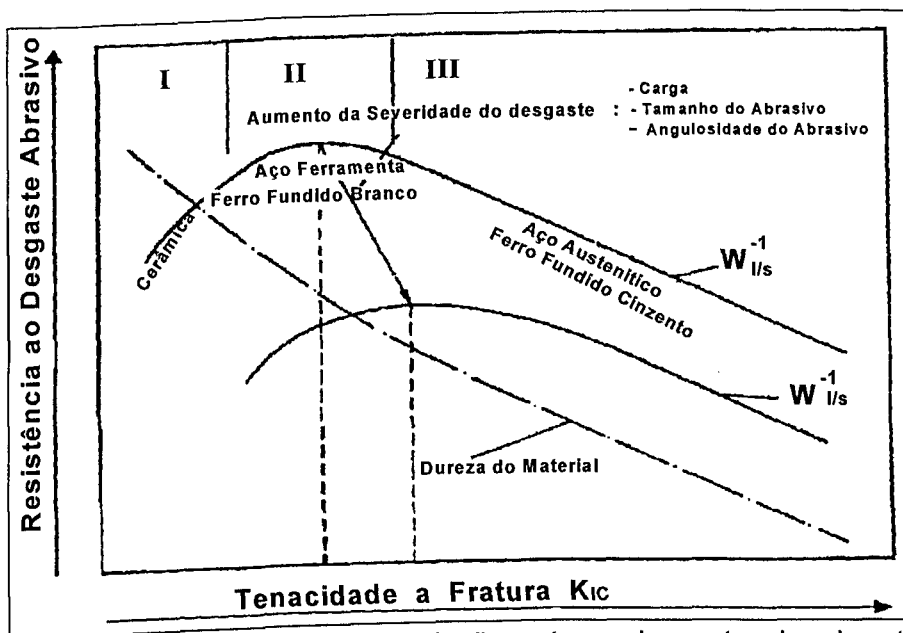 Resistência ao Desgaste Abrasivo
I II III
Aumento da Severidade do desgaste :
- Carga
- Tamanho do Abrasivo
- Angulosidade do Abrasivo
Aço Ferramenta
Ferro Fundido Branco
Cerâmica
Aço Austenitico
Ferro Fundido Cinzento
W-1 l/s
W-1 l/s
Dureza do Material
Tenacidade a Fratura KIC